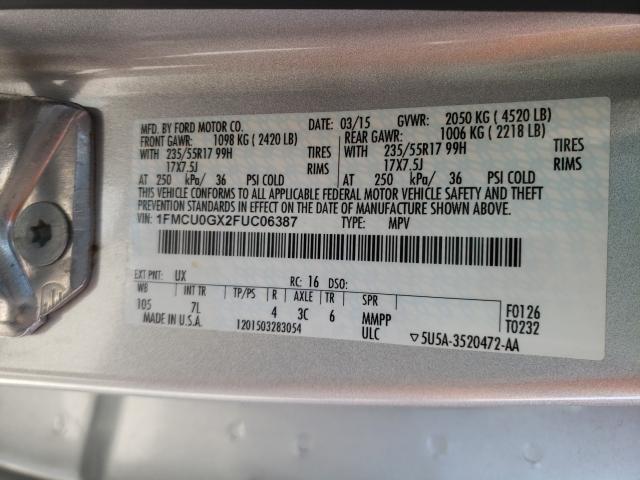 MFD. BY FORD MOTOR CO. DATE: 03/15 GVWR: 2050 KG (4520 LB)
FRONT GAWR: 1098 KG (2420 LB) REAR GAWR: 1006 KG (2218 LB)
WITH 235/55R17 99H TIRES WITH 235/55R17 99H TIRES
17X7.5J RIMS 17X7.5J RIMS
AT 250 kPa/ 36 PSI COLD AT 250 kPa/ 36 PSI COLD
THIS VEHICLE CONFORMS TO ALL APPLICABLE FEDERAL MOTOR VEHICLE SAFETY AND THEFT
PREVENTION STANDARDS IN EFFECT ON THE DATE OF MANUFACTURE SHOWN ABOVE.
VIN: 1FMCU0GX2FUC06387 TYPE: MPV
EXT PNT: UX RC: 16 DSO:
WB INT TR TP/PS R AXLE TR SPR
105 7L 4 3C 6 MMPP F0126
MADE IN U.S.A. 1201503283054 ULC T0232
▽5U5A-3520472-AA